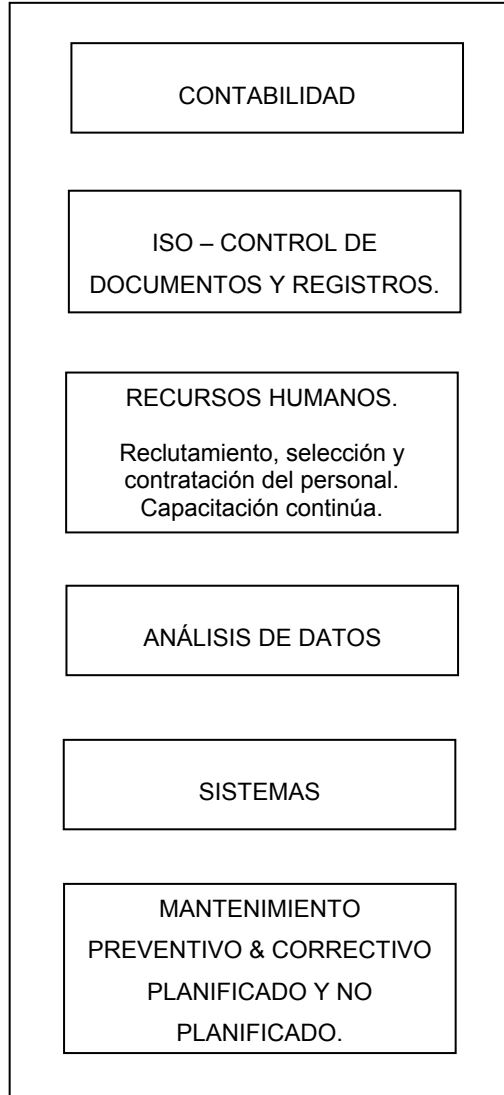 CONTABILIDAD
ISO – CONTROL DE
DOCUMENTOS Y REGISTROS.
RECURSOS HUMANOS.
Reclutamiento, selección y
contratación del personal.
Capacitación continúa.
ANÁLISIS DE DATOS
SISTEMAS
MANTENIMIENTO
PREVENTIVO & CORRECTIVO
PLANIFICADO Y NO
PLANIFICADO.